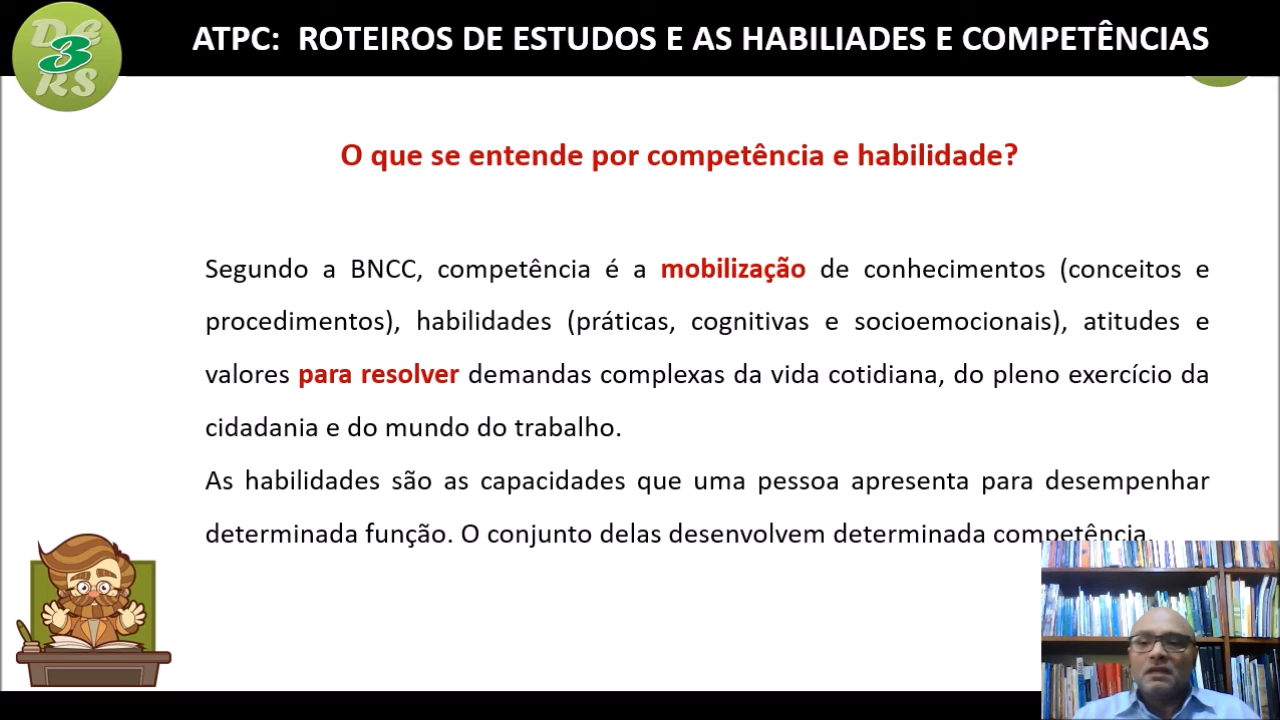 DE
3
RS
ATPC: ROTEIROS DE ESTUDOS E AS HABILIADES E COMPETÊNCIAS
O que se entende por competência e habilidade?
Segundo a BNCC, competência é a mobilização de conhecimentos (conceitos e
procedimentos), habilidades (práticas, cognitivas e socioemocionais), atitudes e
valores para resolver demandas complexas da vida cotidiana, do pleno exercício da
cidadania e do mundo do trabalho.
As habilidades são as capacidades que uma pessoa apresenta para desempenhar
determinada função. O conjunto delas desenvolvem determinada competência.